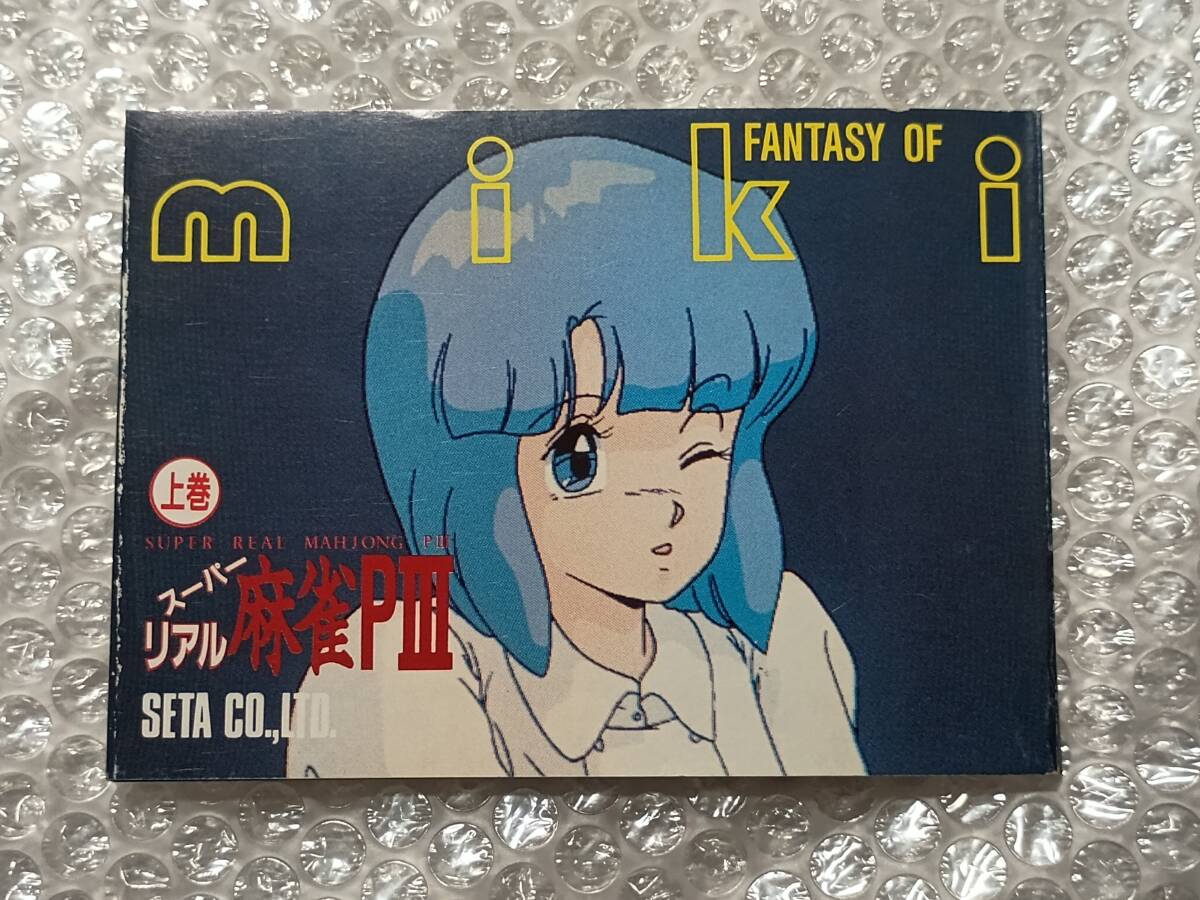 FANTASY OF
miki
上巻
SUPER REAL MAHJONG PIII
スーパー
リアル麻雀PIII
SETA CO.,LTD.